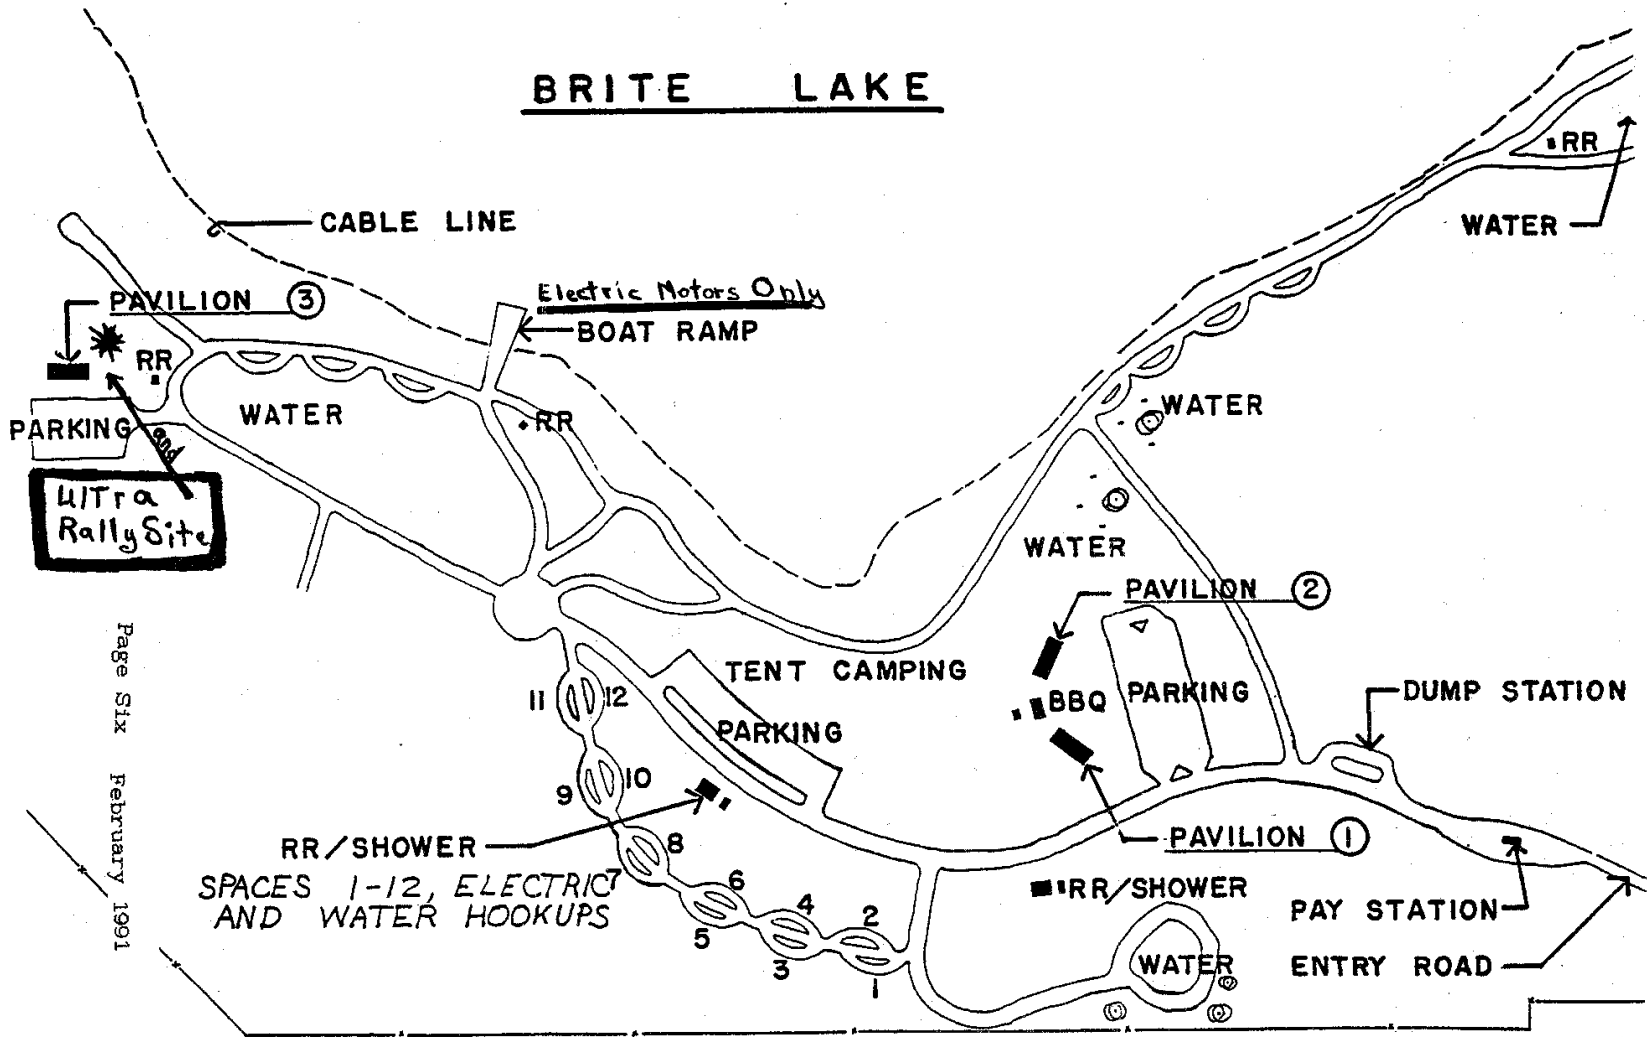 BRITE LAKE
RR
WATER
CABLE LINE
PAVILION 3
Electric Motors Only
BOAT RAMP
RR
WATER
RR
PARKING
and
WATER
Ultra
Rally Site
WATER
PAVILION 2
TENT CAMPING
BBQ
PARKING
DUMP STATION
11
12
PARKING
9
10
RR/SHOWER
8
7
PAVILION 1
SPACES 1-12, ELECTRIC
AND WATER HOOKUPS
6
5
4
3
2
1
RR/SHOWER
PAY STATION
WATER
ENTRY ROAD
Page Six February 1991